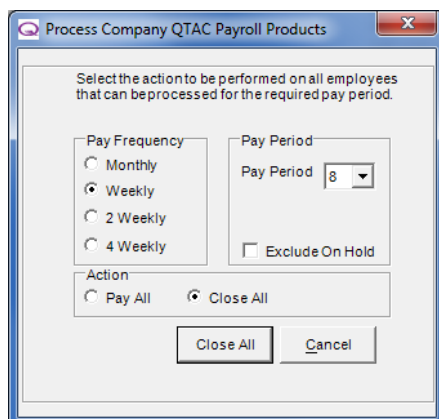 Process Company QTAC Payroll Products
Select the action to be performed on all employees
that can be processed for the required pay period.
Pay Frequency
Monthly
Weekly
2 Weekly
4 Weekly
Pay Period
Pay Period 8
Exclude On Hold
Action
Pay All Close All
Close All Cancel